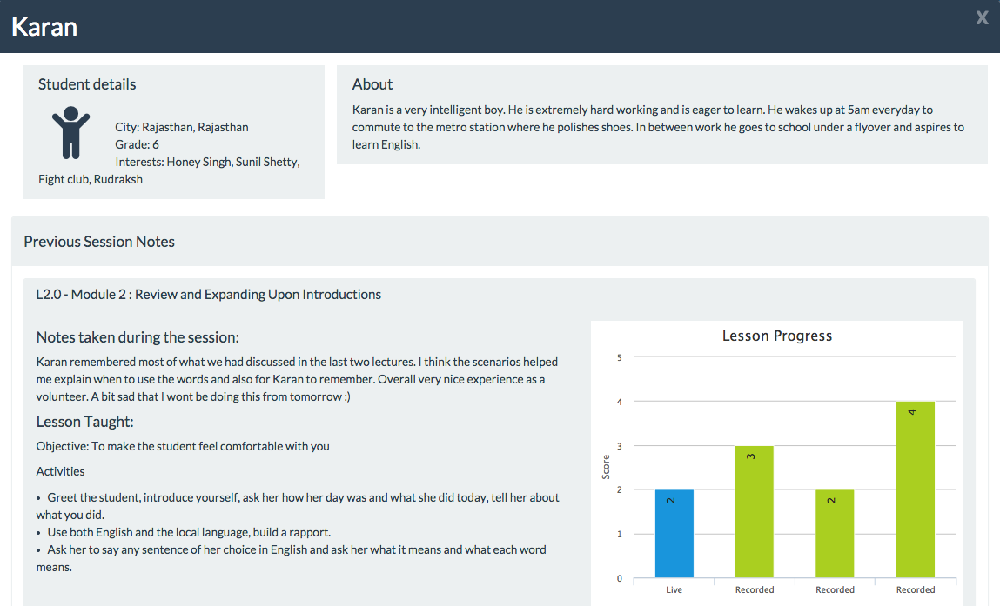 Karan
X
Student details
City: Rajasthan, Rajasthan
Grade: 6
Interests: Honey Singh, Sunil Shetty,
Fight club, Rudraksh
About
Karan is a very intelligent boy. He is extremely hard working and is eager to learn. He wakes up at 5am everyday to
commute to the metro station where he polishes shoes. In between work he goes to school under a flyover and aspires to
learn English.
Previous Session Notes
L2.0 - Module 2 : Review and Expanding Upon Introductions
Notes taken during the session:
Karan remembered most of what we had discussed in the last two lectures. I think the scenarios helped
me explain when to use the words and also for Karan to remember. Overall very nice experience as a
volunteer. A bit sad that I wont be doing this from tomorrow :)
Lesson Taught:
Objective: To make the student feel comfortable with you
Activities
• Greet the student, introduce yourself, ask her how her day was and what she did today, tell her about
what you did.
• Use both English and the local language, build a rapport.
• Ask her to say any sentence of her choice in English and ask her what it means and what each word
means.
Lesson Progress
Score
5
4
3
2
1
0
2
3
2
4
Live Recorded Recorded Recorded